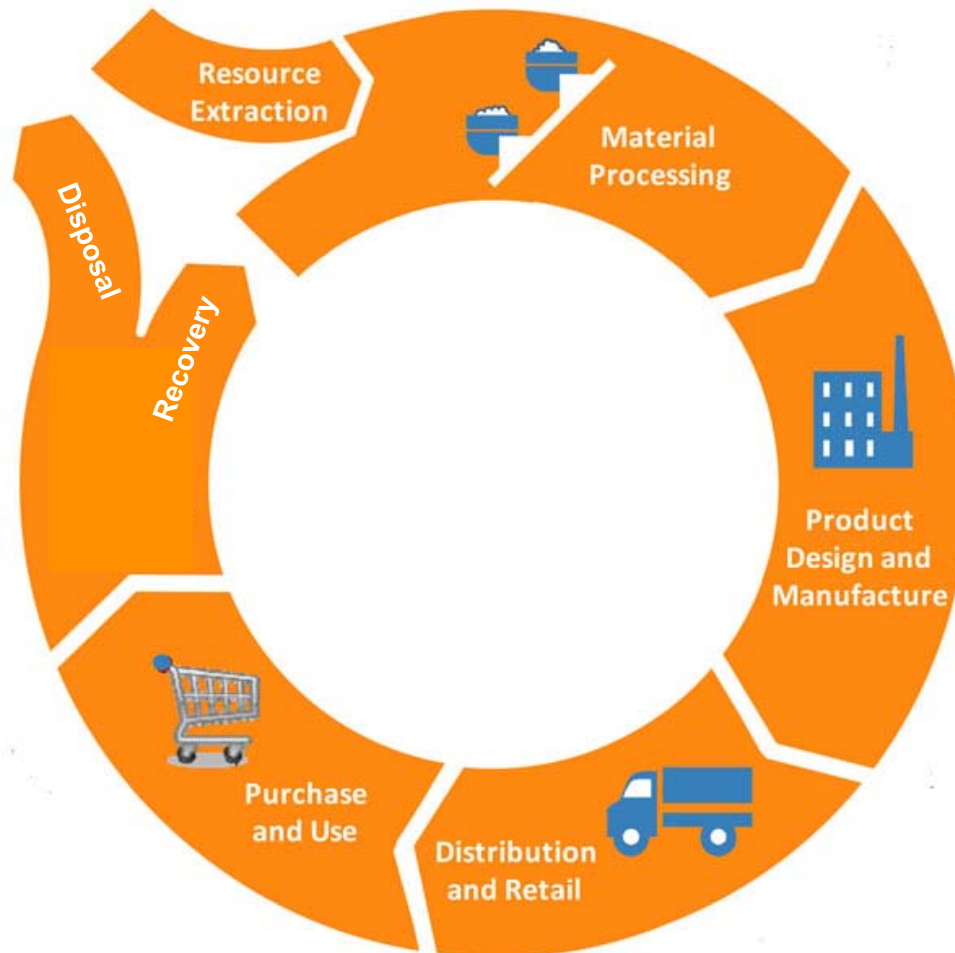 Resource
Extraction
Material
Processing
Product
Design and
Manufacture
Distribution
and Retail
Purchase
and Use
Recovery
Disposal